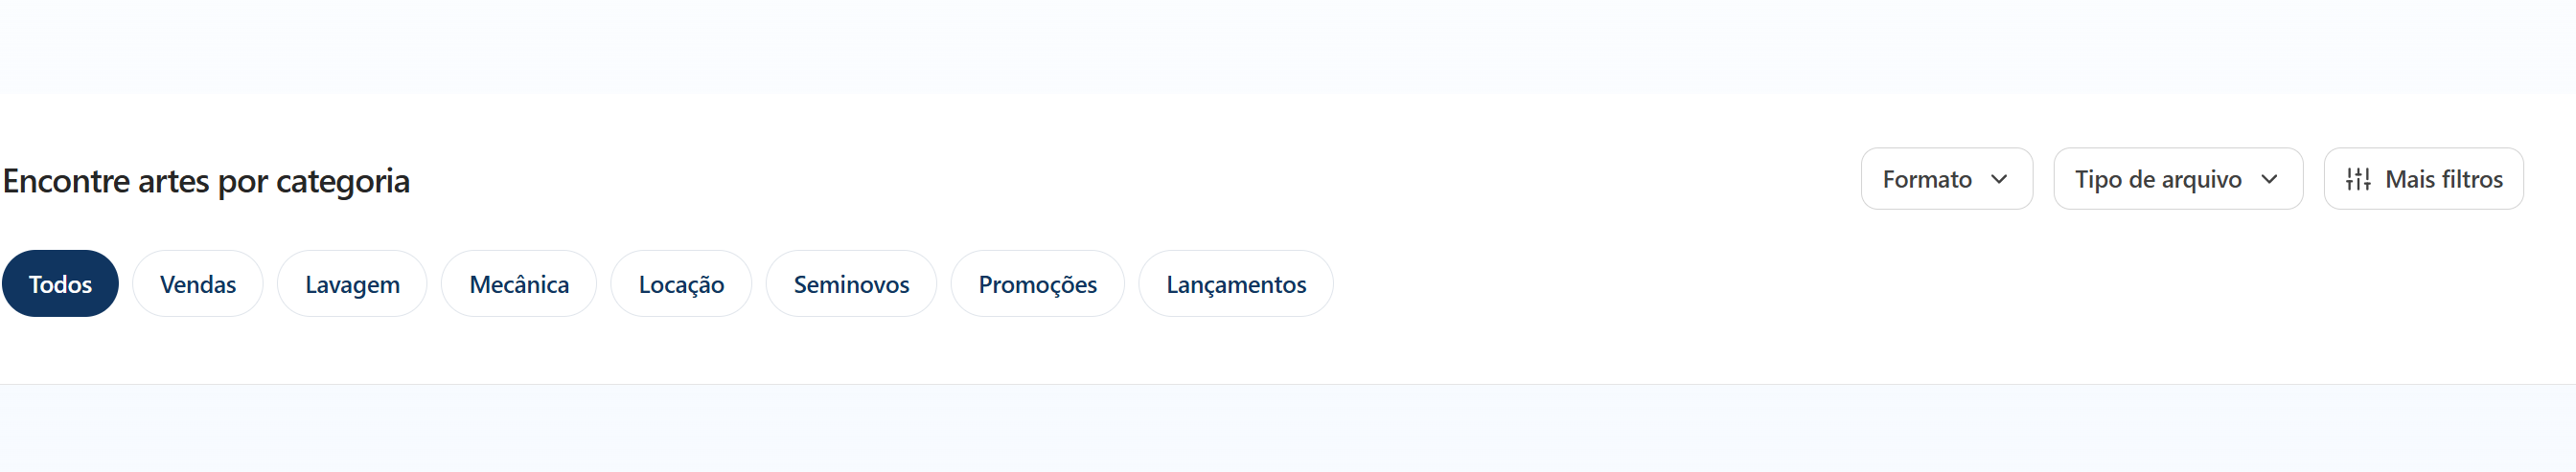 Encontre artes por categoria
Formato
Tipo de arquivo
Mais filtros
Todos
Vendas
Lavagem
Mecânica
Locação
Seminovos
Promoções
Lançamentos